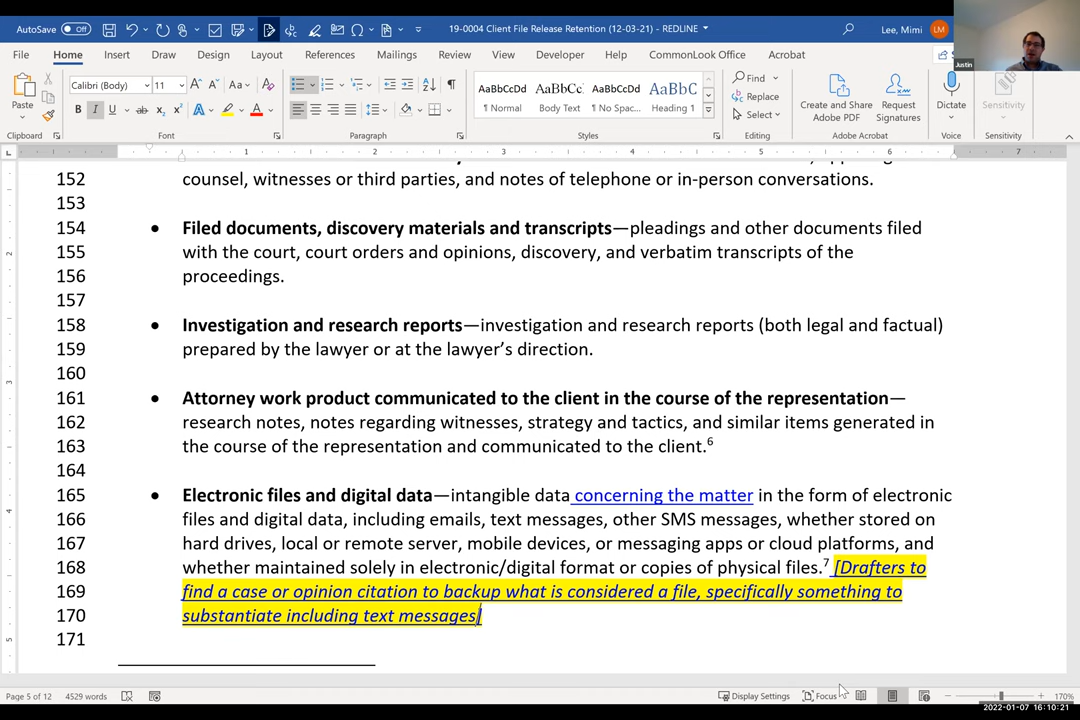 AutoSave Off 19-0004 Client File Release Retention (12-03-21) - REDLINE Lee, Mimi LM
Justin
File Home Insert Draw Design Layout References Mailings Review View Developer Help CommonLook Office Acrobat
Paste
Calibri (Body) 11
B I U ab x₂ x² A A
AaBbCcDd AaBbCc AaBbCcDd AaBbC
¶ Normal Body Text ¶ No Spac... Heading 1
Find
Replace
Select
Create and Share Adobe PDF
Request Signatures
Dictate
Sensitivity
Clipboard Font Paragraph Styles Editing Adobe Acrobat Voice Sensitivity
1 2 3 4 5 6 7
152 counsel, witnesses or third parties, and notes of telephone or in-person conversations.
153
154 • Filed documents, discovery materials and transcripts—pleadings and other documents filed
155 with the court, court orders and opinions, discovery, and verbatim transcripts of the
156 proceedings.
157
158 • Investigation and research reports—investigation and research reports (both legal and factual)
159 prepared by the lawyer or at the lawyer’s direction.
160
161 • Attorney work product communicated to the client in the course of the representation—
162 research notes, notes regarding witnesses, strategy and tactics, and similar items generated in
163 the course of the representation and communicated to the client.⁶
164
165 • Electronic files and digital data—intangible data concerning the matter in the form of electronic
166 files and digital data, including emails, text messages, other SMS messages, whether stored on
167 hard drives, local or remote server, mobile devices, or messaging apps or cloud platforms, and
168 whether maintained solely in electronic/digital format or copies of physical files.⁷ [Drafters to
169 find a case or opinion citation to backup what is considered a file, specifically something to
170 substantiate including text messages]
171
Page 5 of 12 4529 words Display Settings Focus 170%
2022-01-07 16:10:21